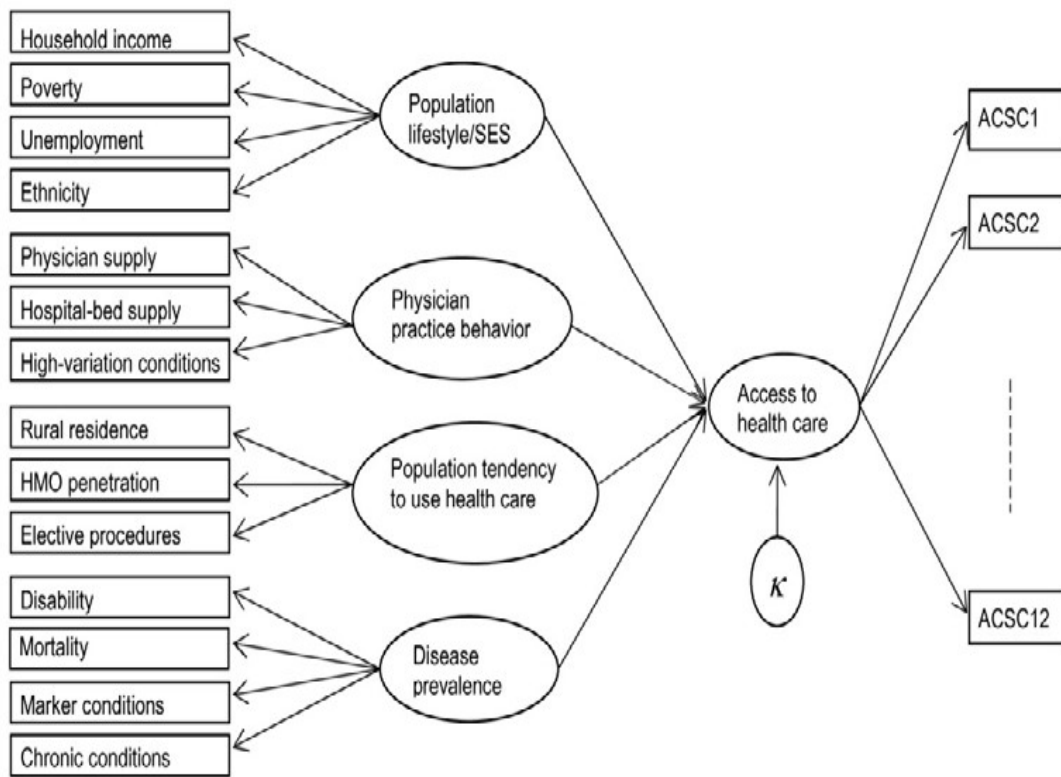 Household income
Poverty
Unemployment
Ethnicity
Physician supply
Hospital-bed supply
High-variation conditions
Rural residence
HMO penetration
Elective procedures
Disability
Mortality
Marker conditions
Chronic conditions
Population
lifestyle/SES
Physician
practice behavior
Population tendency
to use health care
Disease
prevalence
Access to
health care
κ
ACSC1
ACSC2
ACSC12